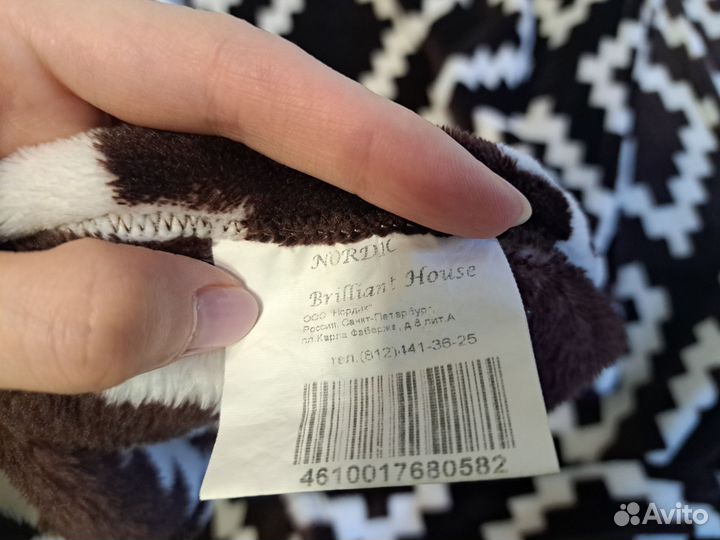 NORDIC
Brilliant House
ООО "Нордик"
Россия, Санкт-Петербург,
пл.Карла Фаберже, д.8 лит.А
тел.(812)441-36-25
4610017680582
Avito